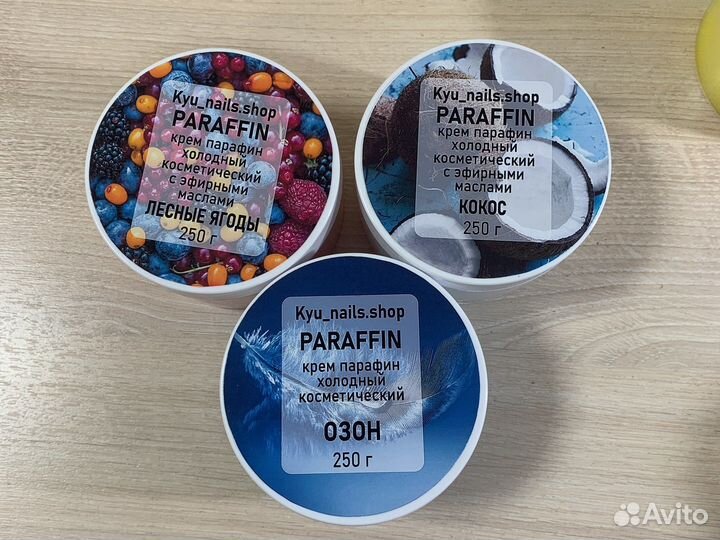 Kyu_nails.shop
PARAFFIN
крем парафин
холодный
косметический
с эфирными
маслами
ЛЕСНЫЕ ЯГОДЫ
250 г
Kyu_nails.shop
PARAFFIN
крем парафин
холодный
косметический
с эфирными
маслами
КОКОС
250 г
Kyu_nails.shop
PARAFFIN
крем парафин
холодный
косметический
ОЗОН
250 г
Avito